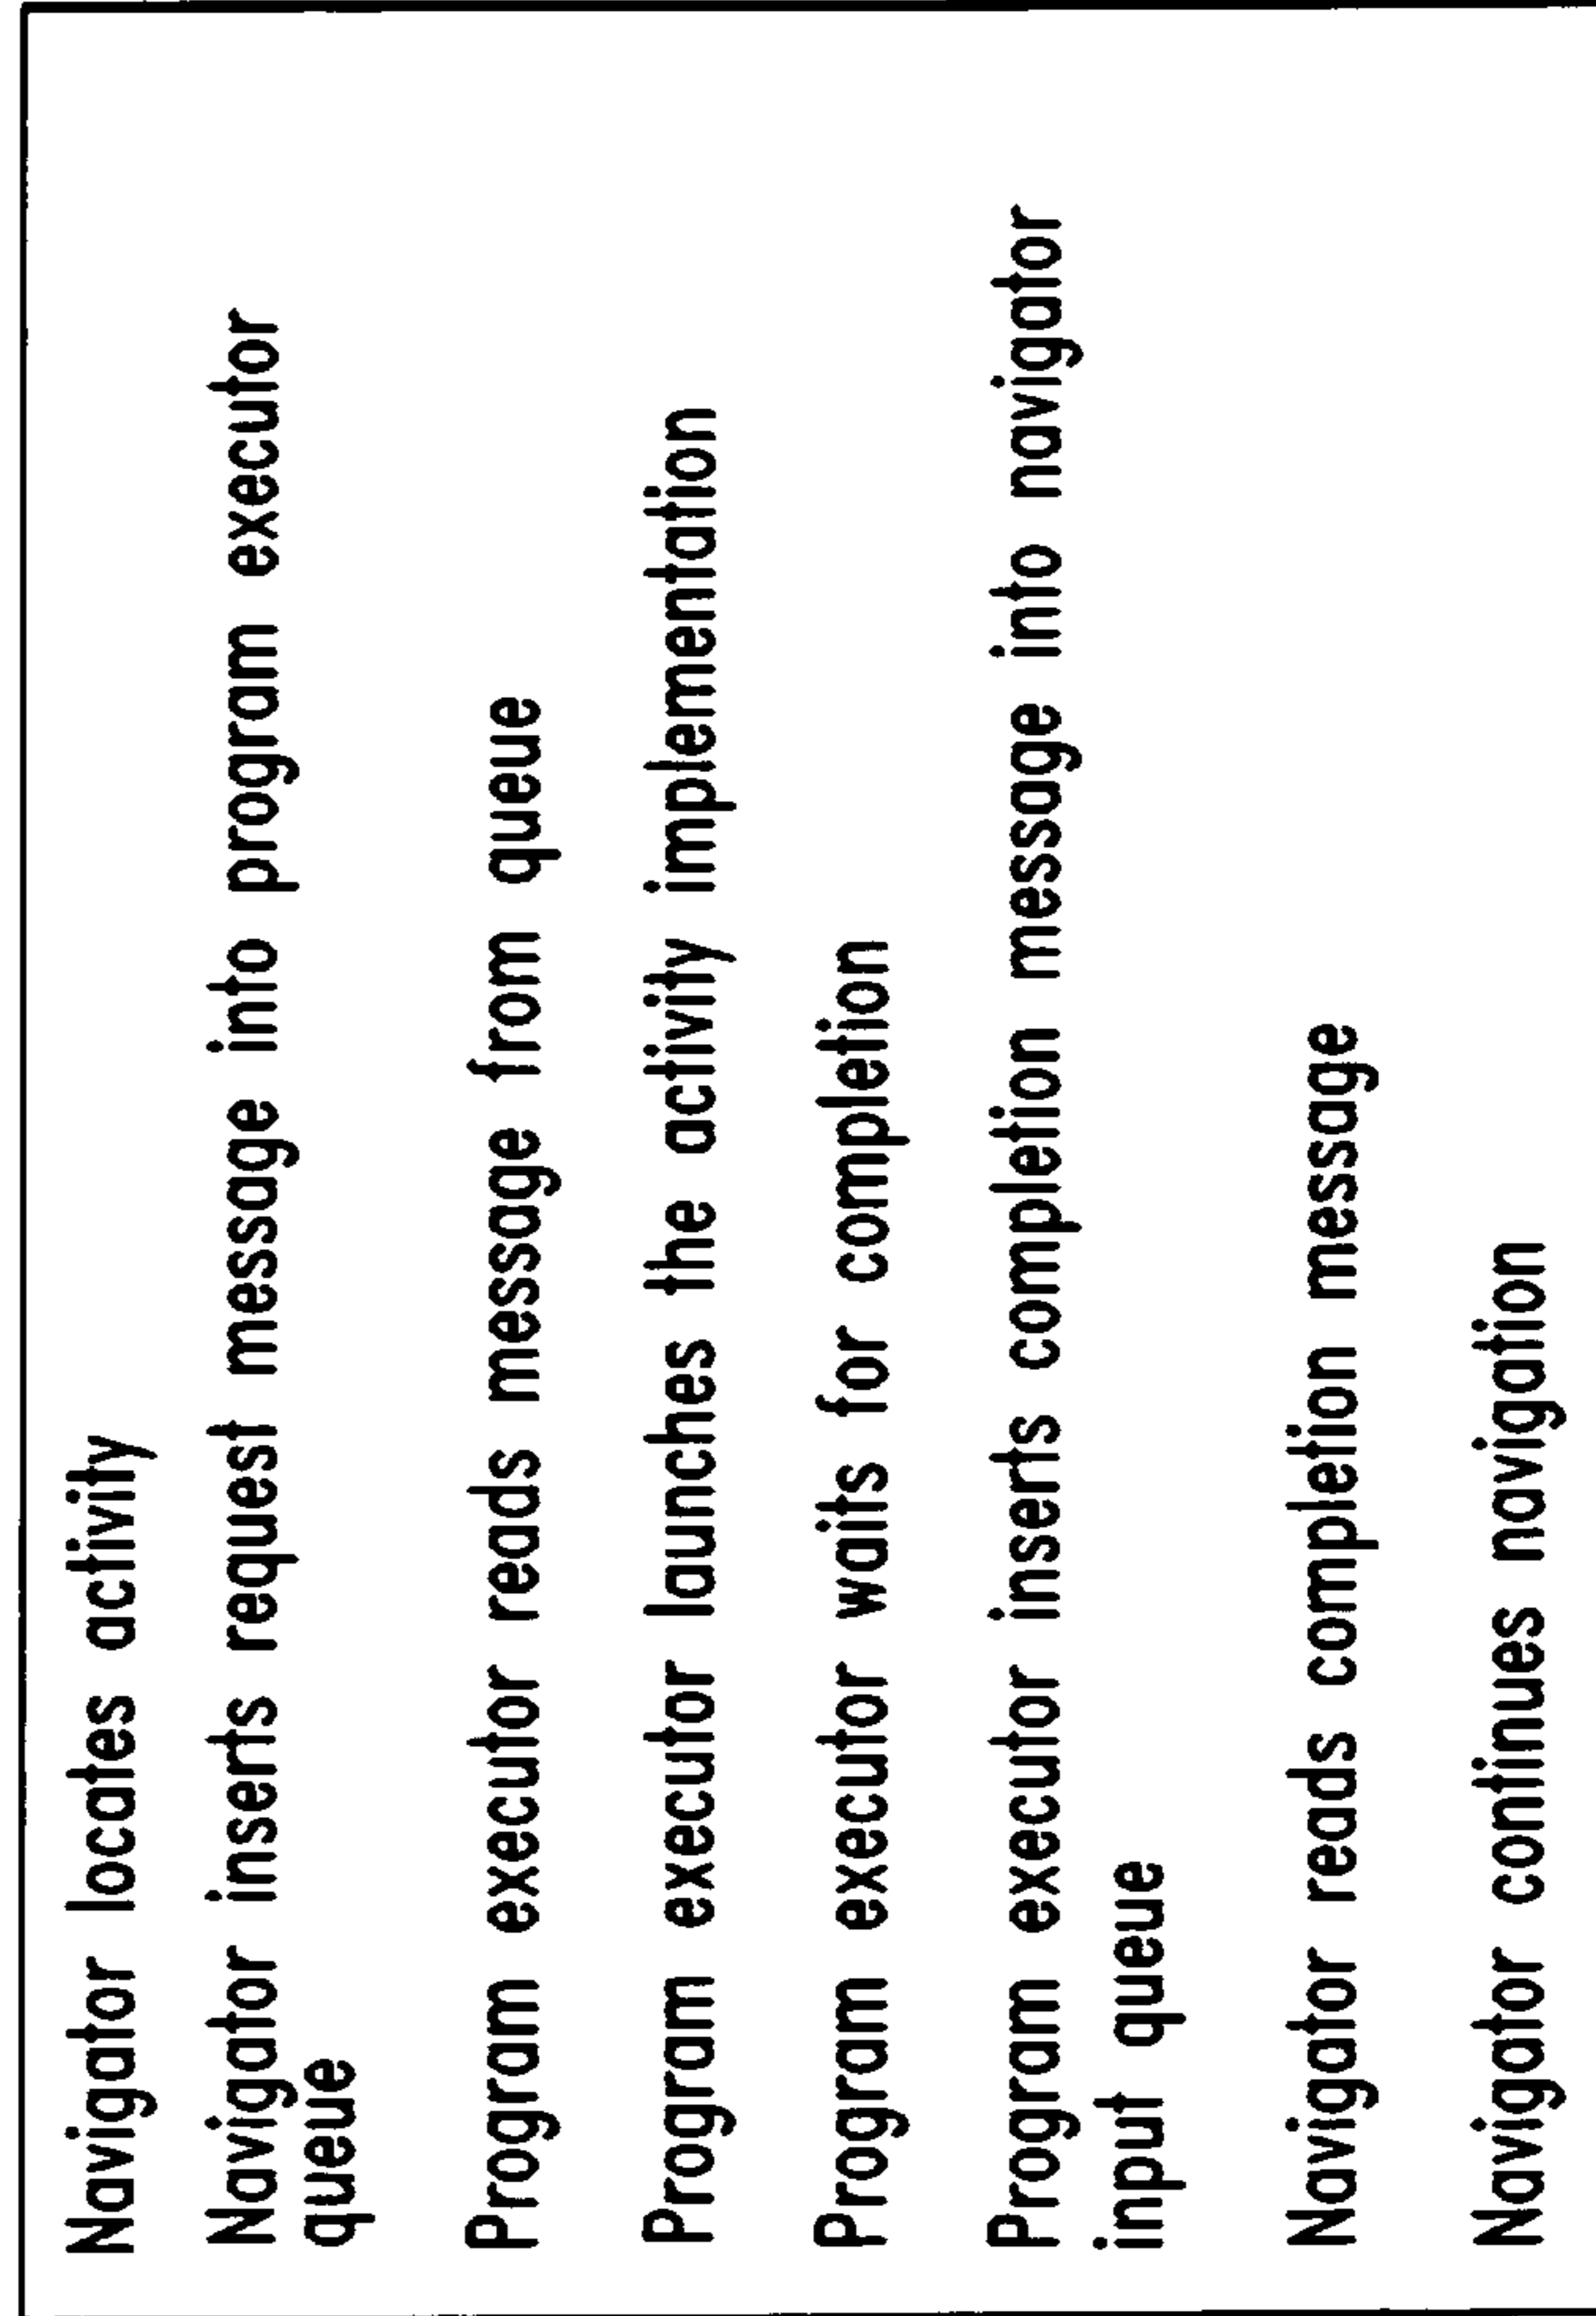 Navigator locates activity
Navigator inserts request message into program executor
queue
Program executor reads message from queue
Program executor launches the activity implementation
Program executor waits for completion
Program executor inserts completion message into navigator
input queue
Navigator reads completion message
Navigator continues navigation